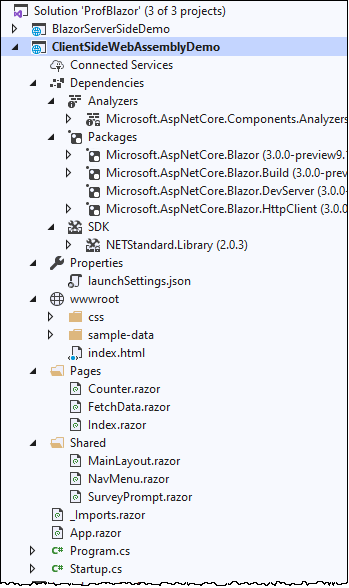 Solution 'ProfBlazor' (3 of 3 projects)
BlazorServerSideDemo
ClientSideWebAssemblyDemo
Connected Services
Dependencies
Analyzers
Microsoft.AspNetCore.Components.Analyzers
Packages
Microsoft.AspNetCore.Blazor (3.0.0-preview9.
Microsoft.AspNetCore.Blazor.Build (3.0.0-pre
Microsoft.AspNetCore.Blazor.DevServer (3.0.0
Microsoft.AspNetCore.Blazor.HttpClient (3.0.0
SDK
NETStandard.Library (2.0.3)
Properties
launchSettings.json
wwwroot
css
sample-data
index.html
Pages
Counter.razor
FetchData.razor
Index.razor
Shared
MainLayout.razor
NavMenu.razor
SurveyPrompt.razor
_Imports.razor
App.razor
C# Program.cs
C# Startup.cs